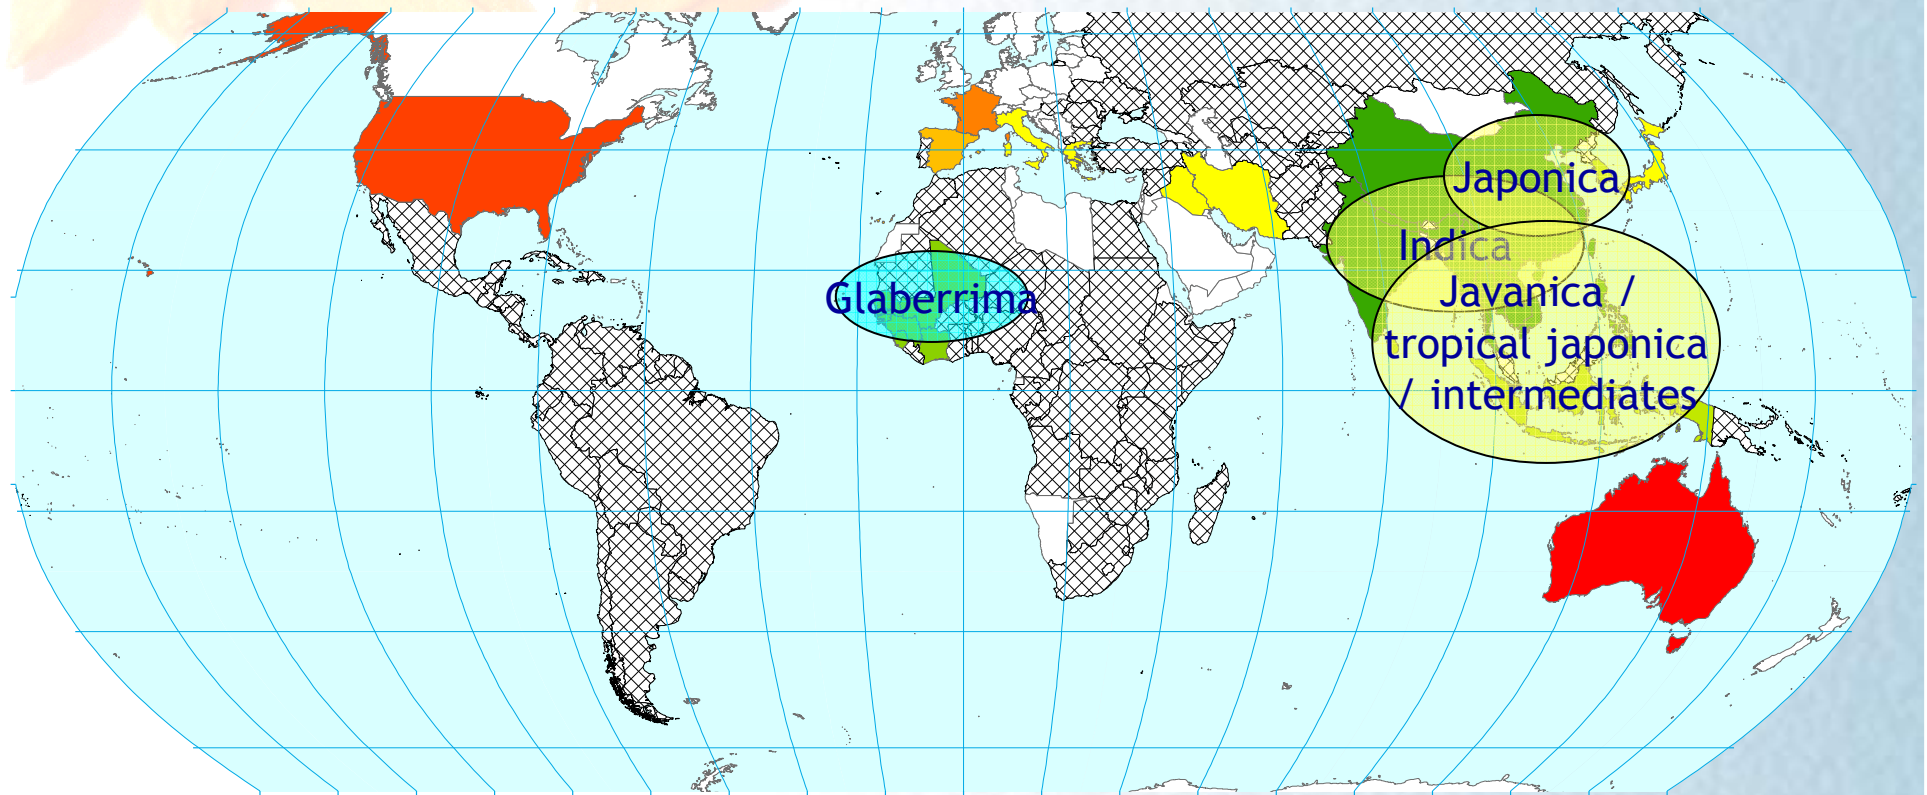 Japonica
Indica
Glaberrima
Javanica /
tropical japonica
/ intermediates